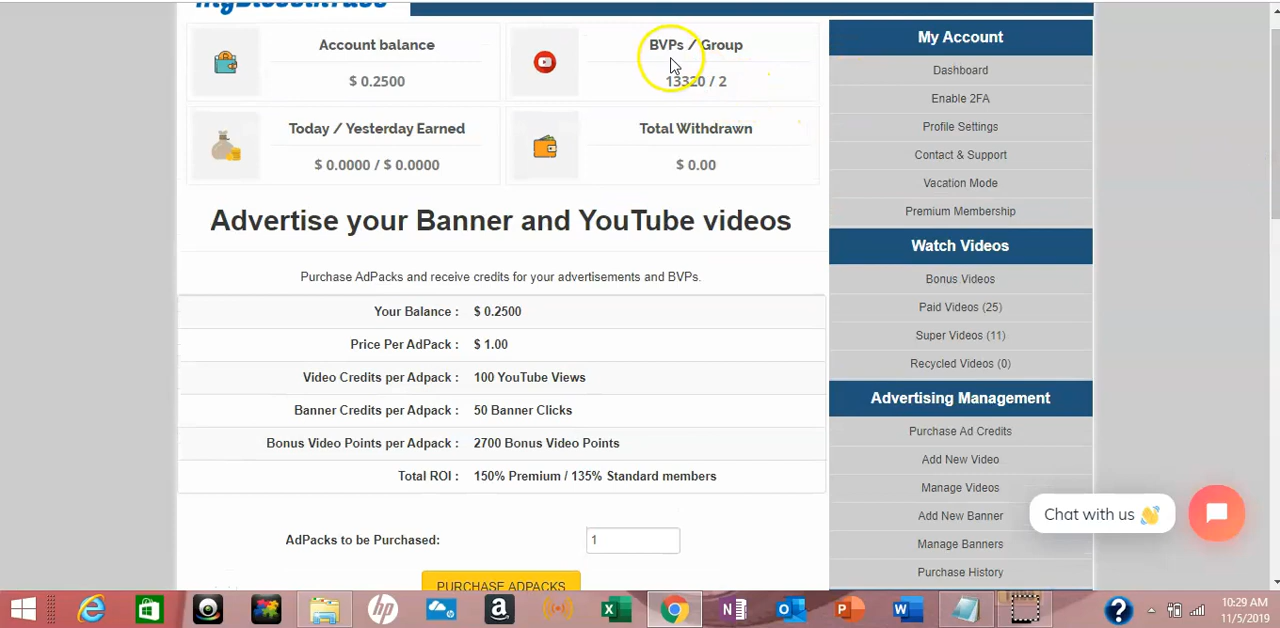 Account balance
$ 0.2500
BVPs / Group
13320 / 2
Today / Yesterday Earned
$ 0.0000 / $ 0.0000
Total Withdrawn
$ 0.00
Advertise your Banner and YouTube videos
Purchase AdPacks and receive credits for your advertisements and BVPs.
Your Balance : $ 0.2500
Price Per AdPack : $ 1.00
Video Credits per Adpack : 100 YouTube Views
Banner Credits per Adpack : 50 Banner Clicks
Bonus Video Points per Adpack : 2700 Bonus Video Points
Total ROI : 150% Premium / 135% Standard members
AdPacks to be Purchased: 1
PURCHASE ADPACKS
My Account
Dashboard
Enable 2FA
Profile Settings
Contact & Support
Vacation Mode
Premium Membership
Watch Videos
Bonus Videos
Paid Videos (25)
Super Videos (11)
Recycled Videos (0)
Advertising Management
Purchase Ad Credits
Add New Video
Manage Videos
Add New Banner
Manage Banners
Purchase History
Chat with us 👋
10:29 AM
11/5/2019